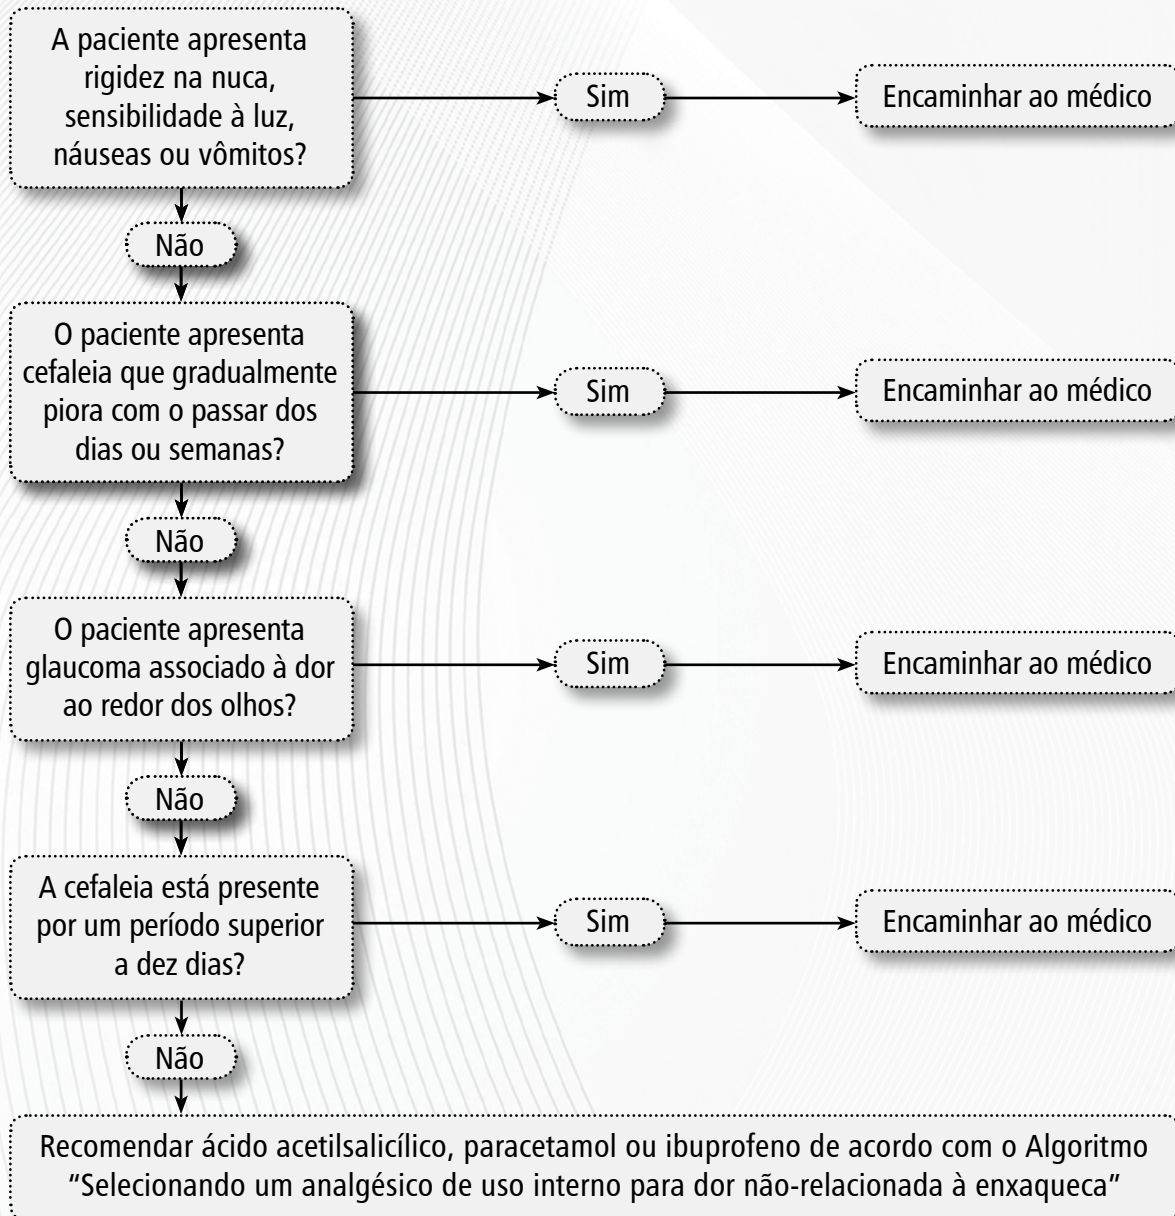 A paciente apresenta
rigidez na nuca,
sensibilidade à luz,
náuseas ou vômitos?
Sim
Encaminhar ao médico
Não
O paciente apresenta
cefaleia que gradualmente
piora com o passar dos
dias ou semanas?
Sim
Encaminhar ao médico
Não
O paciente apresenta
glaucoma associado à dor
ao redor dos olhos?
Sim
Encaminhar ao médico
Não
A cefaleia está presente
por um período superior
a dez dias?
Sim
Encaminhar ao médico
Não
Recomendar ácido acetilsalicílico, paracetamol ou ibuprofeno de acordo com o Algoritmo
“Selecionando um analgésico de uso interno para dor não-relacionada à enxaqueca”